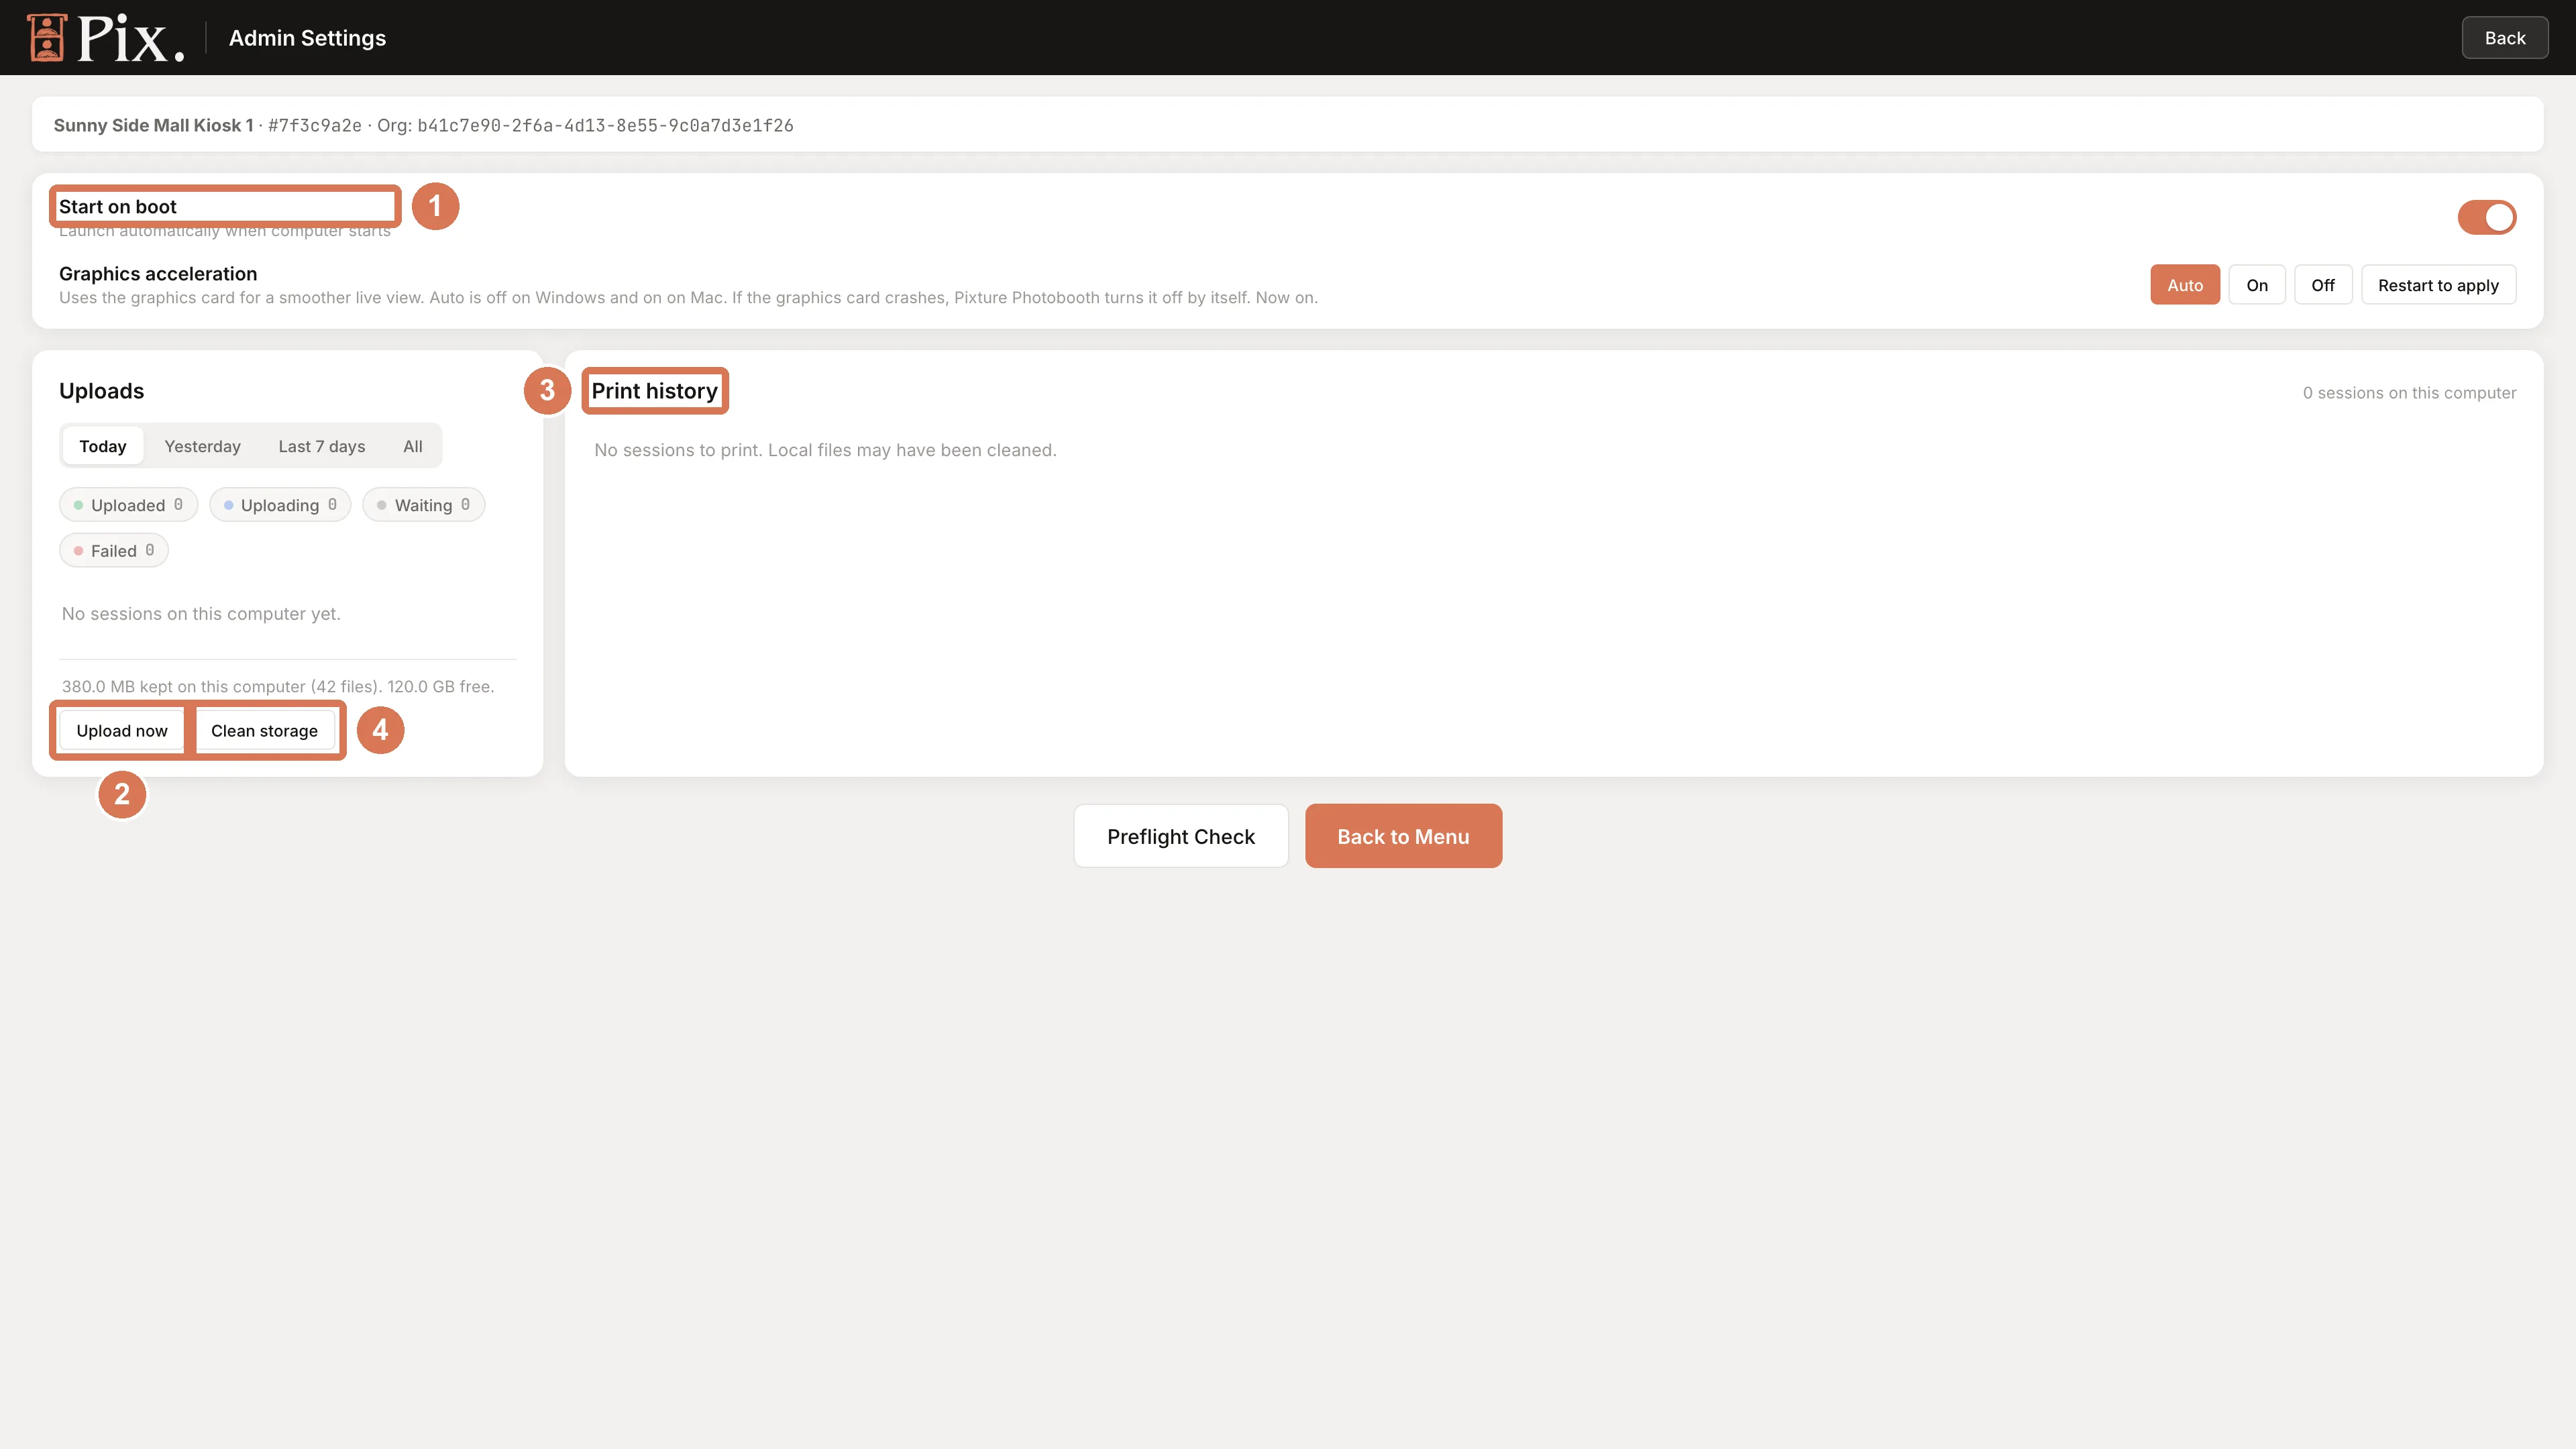 Pix.
Admin Settings
Back
Sunny Side Mall Kiosk 1 · #7f3c9a2e · Org: b41c7e90-2f6a-4d13-8e55-9c0a7d3e1f26
Start on boot
1
Launch automatically when computer starts
Graphics acceleration
Uses the graphics card for a smoother live view. Auto is off on Windows and on on Mac. If the graphics card crashes, Pixture Photobooth turns it off by itself. Now on.
Auto On Off Restart to apply
Uploads
Today Yesterday Last 7 days All
Uploaded 0 Uploading 0 Waiting 0
Failed 0
No sessions on this computer yet.
380.0 MB kept on this computer (42 files). 120.0 GB free.
Upload now Clean storage 4
2
3 Print history
0 sessions on this computer
No sessions to print. Local files may have been cleaned.
Preflight Check Back to Menu